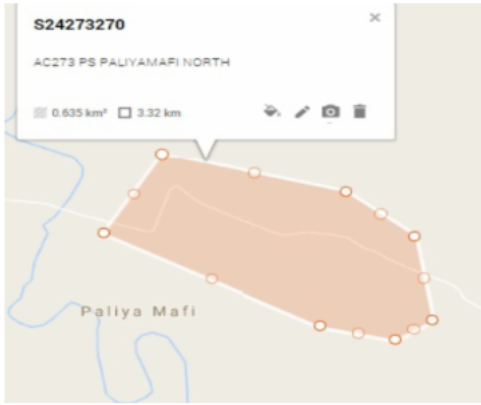 S24273270
AC273 PS PALIYAMAFI NORTH
0.635 km² 3.32 km
Paliya Mafi